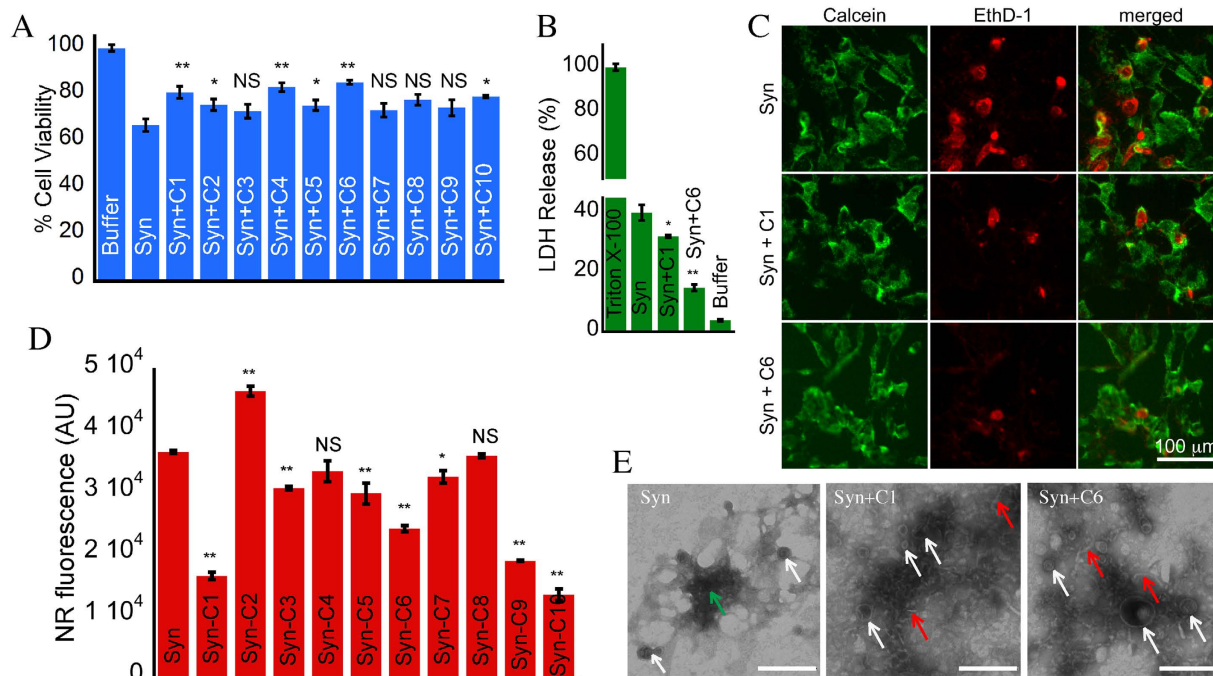 A
% Cell Viability
100
80
60
40
20
0
** * NS ** * ** NS NS NS *
Buffer
Syn
Syn+C1
Syn+C2
Syn+C3
Syn+C4
Syn+C5
Syn+C6
Syn+C7
Syn+C8
Syn+C9
Syn+C10
B
LDH Release (%)
100
80
60
40
20
0
* **
Triton X-100
Syn
Syn+C1
Syn+C6
Buffer
C
Calcein EthD-1 merged
Syn
Syn + C1
Syn + C6
100 μm
D
NR fluorescence (AU)
5 10⁴
4 10⁴
3 10⁴
2 10⁴
1 10⁴
0
** ** ** NS ** ** * NS ** **
Syn
Syn-C1
Syn-C2
Syn-C3
Syn-C4
Syn-C5
Syn-C6
Syn-C7
Syn-C8
Syn-C9
E
Syn Syn+C1 Syn+C6